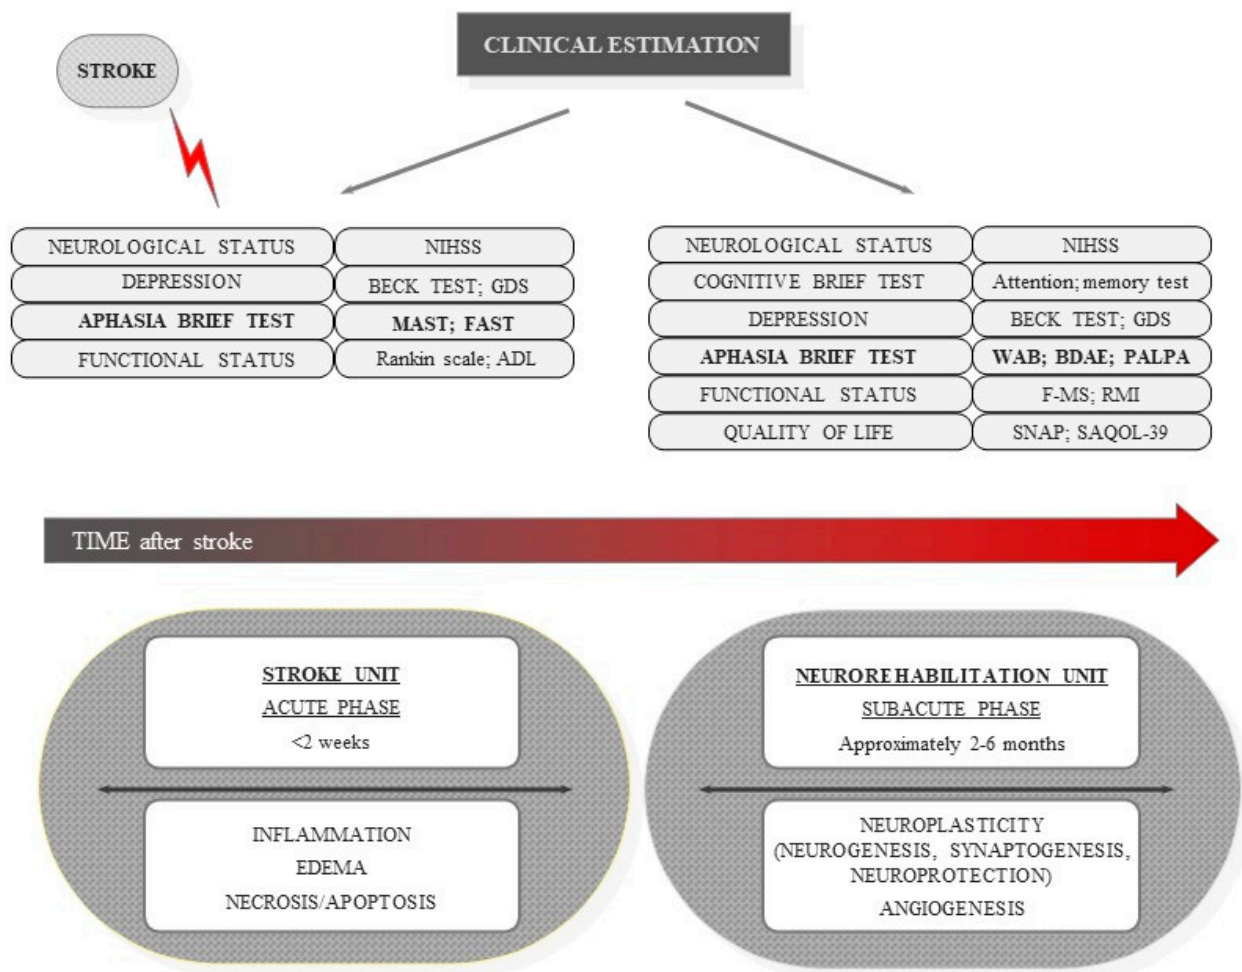 CLINICAL ESTIMATION
STROKE
NEUROLOGICAL STATUS NIHSS
DEPRESSION BECK TEST; GDS
APHASIA BRIEF TEST MAST; FAST
FUNCTIONAL STATUS Rankin scale; ADL
NEUROLOGICAL STATUS NIHSS
COGNITIVE BRIEF TEST Attention; memory test
DEPRESSION BECK TEST; GDS
APHASIA BRIEF TEST WAB; BDAE; PALPA
FUNCTIONAL STATUS F-MS; RMI
QUALITY OF LIFE SNAP; SAQOL-39
TIME after stroke
STROKE UNIT
ACUTE PHASE
<2 weeks
INFLAMMATION
EDEMA
NECROSIS/APOPTOSIS
NEUROREHABILITATION UNIT
SUBACUTE PHASE
Approximately 2-6 months
NEUROPLASTICITY
(NEUROGENESIS, SYNAPTOGENESIS,
NEUROPROTECTION)
ANGIOGENESIS